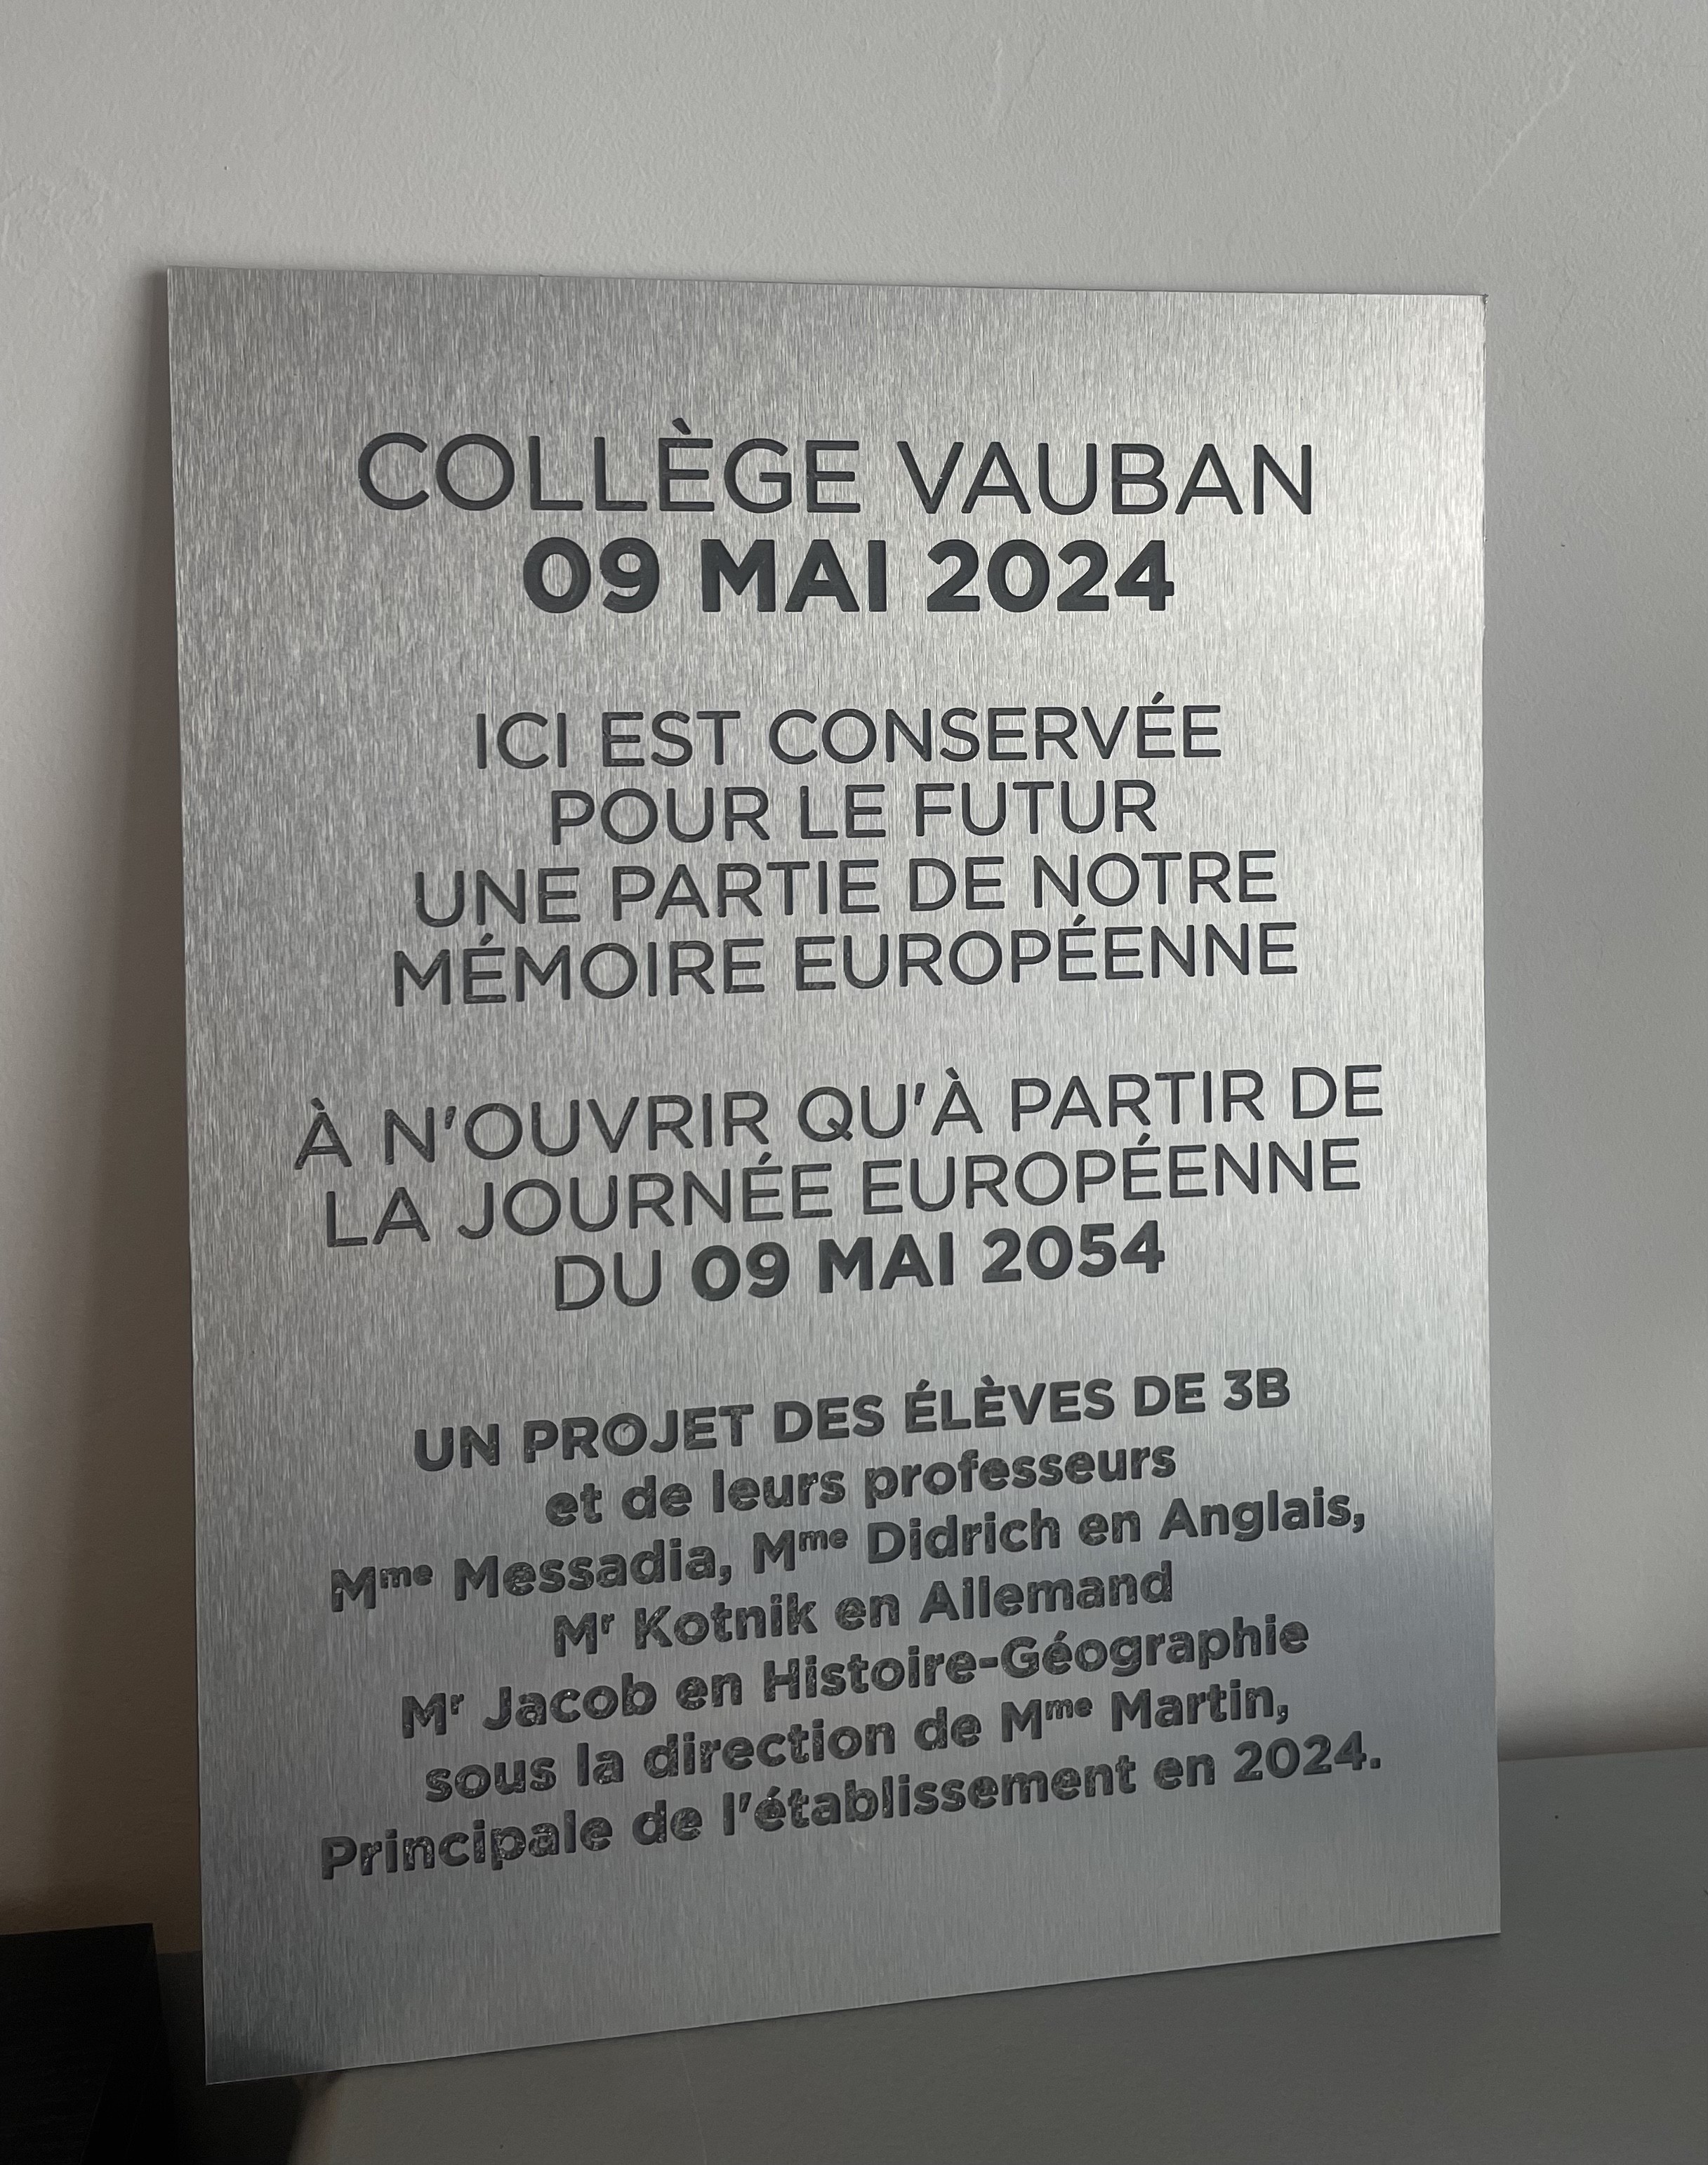 COLLÈGE VAUBAN
09 MAI 2024
ICI EST CONSERVÉE
POUR LE FUTUR
UNE PARTIE DE NOTRE
MÉMOIRE EUROPÉENNE
À N'OUVRIR QU'À PARTIR DE
LA JOURNÉE EUROPÉENNE
DU 09 MAI 2054
UN PROJET DES ÉLÈVES DE 3B
et de leurs professeurs
Mme Messadia, Mme Didrich en Anglais,
Mr Kotnik en Allemand
Mr Jacob en Histoire-Géographie
sous la direction de Mme Martin,
Principale de l'établissement en 2024.